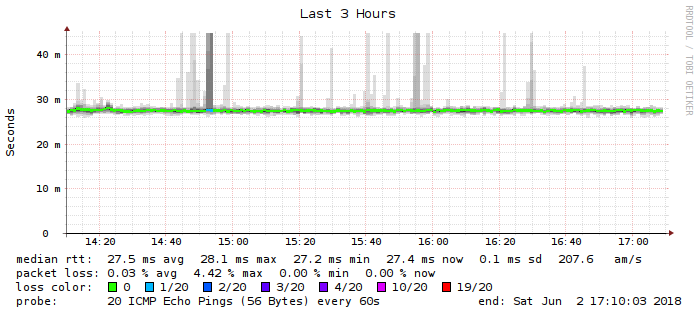 Last 3 Hours
RRDTOOL / TOBI OETIKER
Seconds
40 m
30 m
20 m
10 m
0
14:20 14:40 15:00 15:20 15:40 16:00 16:20 16:40 17:00
median rtt: 27.5 ms avg 28.1 ms max 27.2 ms min 27.4 ms now 0.1 ms sd 207.6 am/s
packet loss: 0.03 % avg 4.42 % max 0.00 % min 0.00 % now
loss color: 0 1/20 2/20 3/20 4/20 10/20 19/20
probe: 20 ICMP Echo Pings (56 Bytes) every 60s end: Sat Jun 2 17:10:03 2018